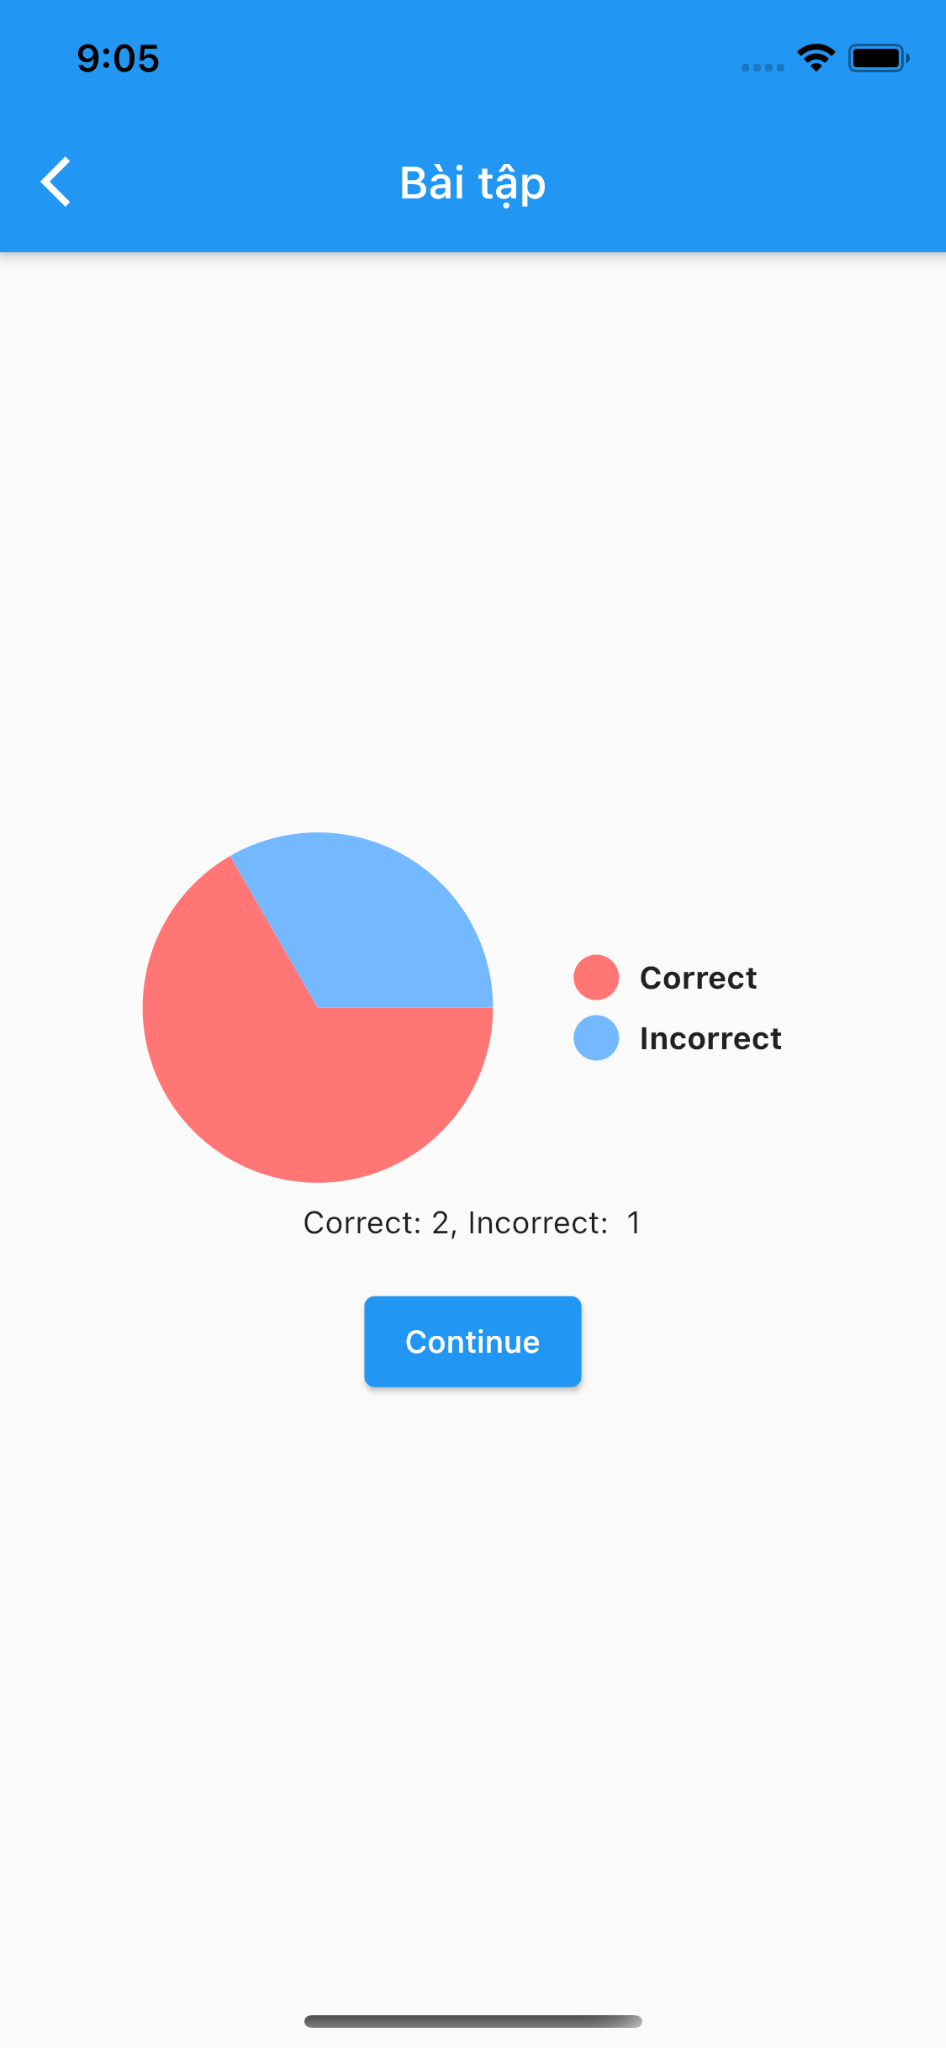 9:05
Bài tập
Correct
Incorrect
Correct: 2, Incorrect:  1
Continue